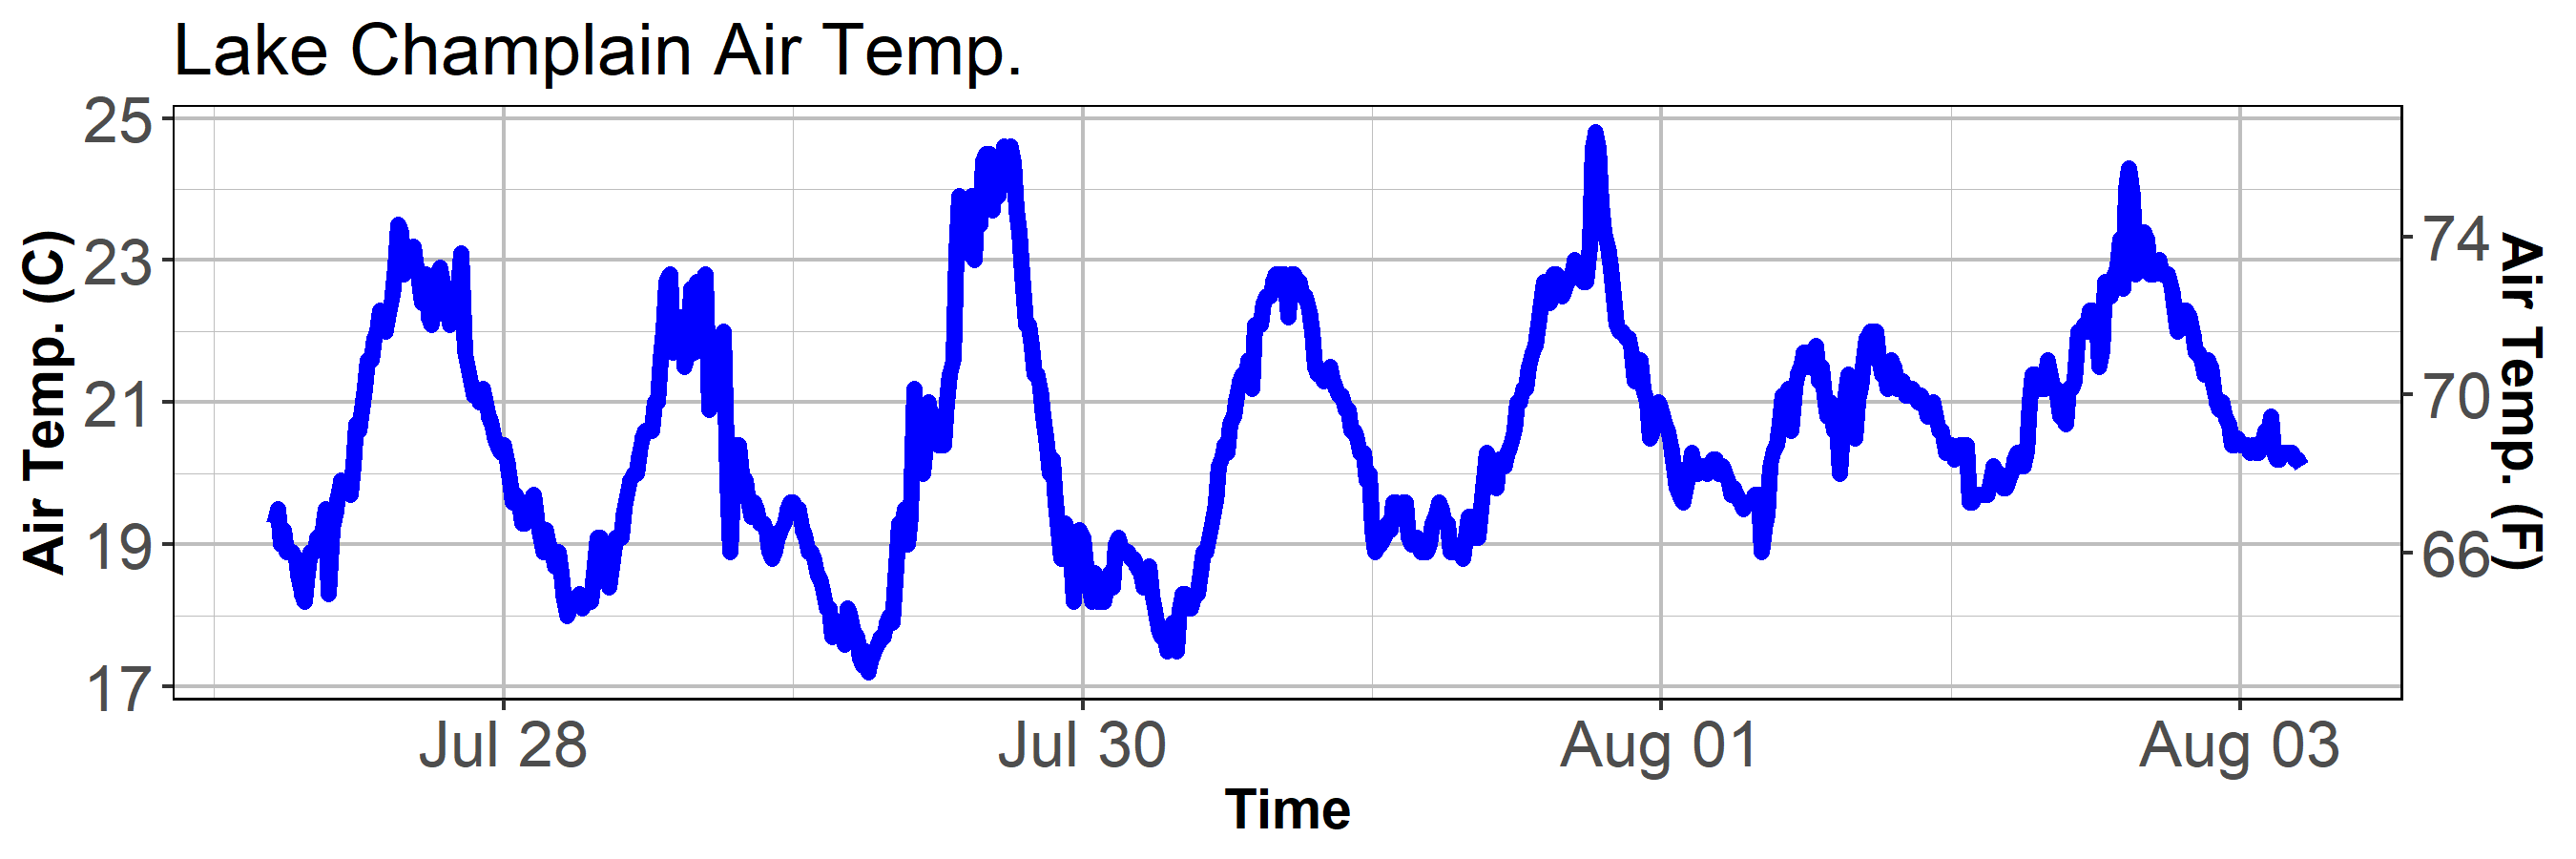 Lake Champlain Air Temp.
25
23
21
19
17
Air Temp. (C)
74
70
66
Air Temp. (F)
Jul 28 Jul 30 Aug 01 Aug 03
Time